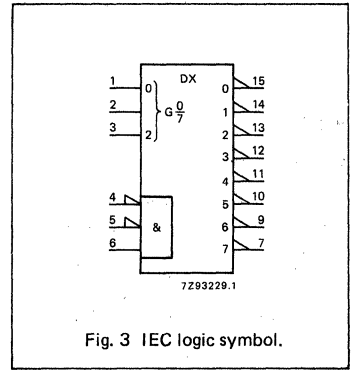 DX
1 0 0 15
2 G 0/7 1 14
3 2 2 13
3 12
4 11
4 5 10
5 & 6 9
6 7 7
7Z93229.1
Fig. 3 IEC logic symbol.